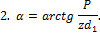 2. α = arctg P / zd₁.